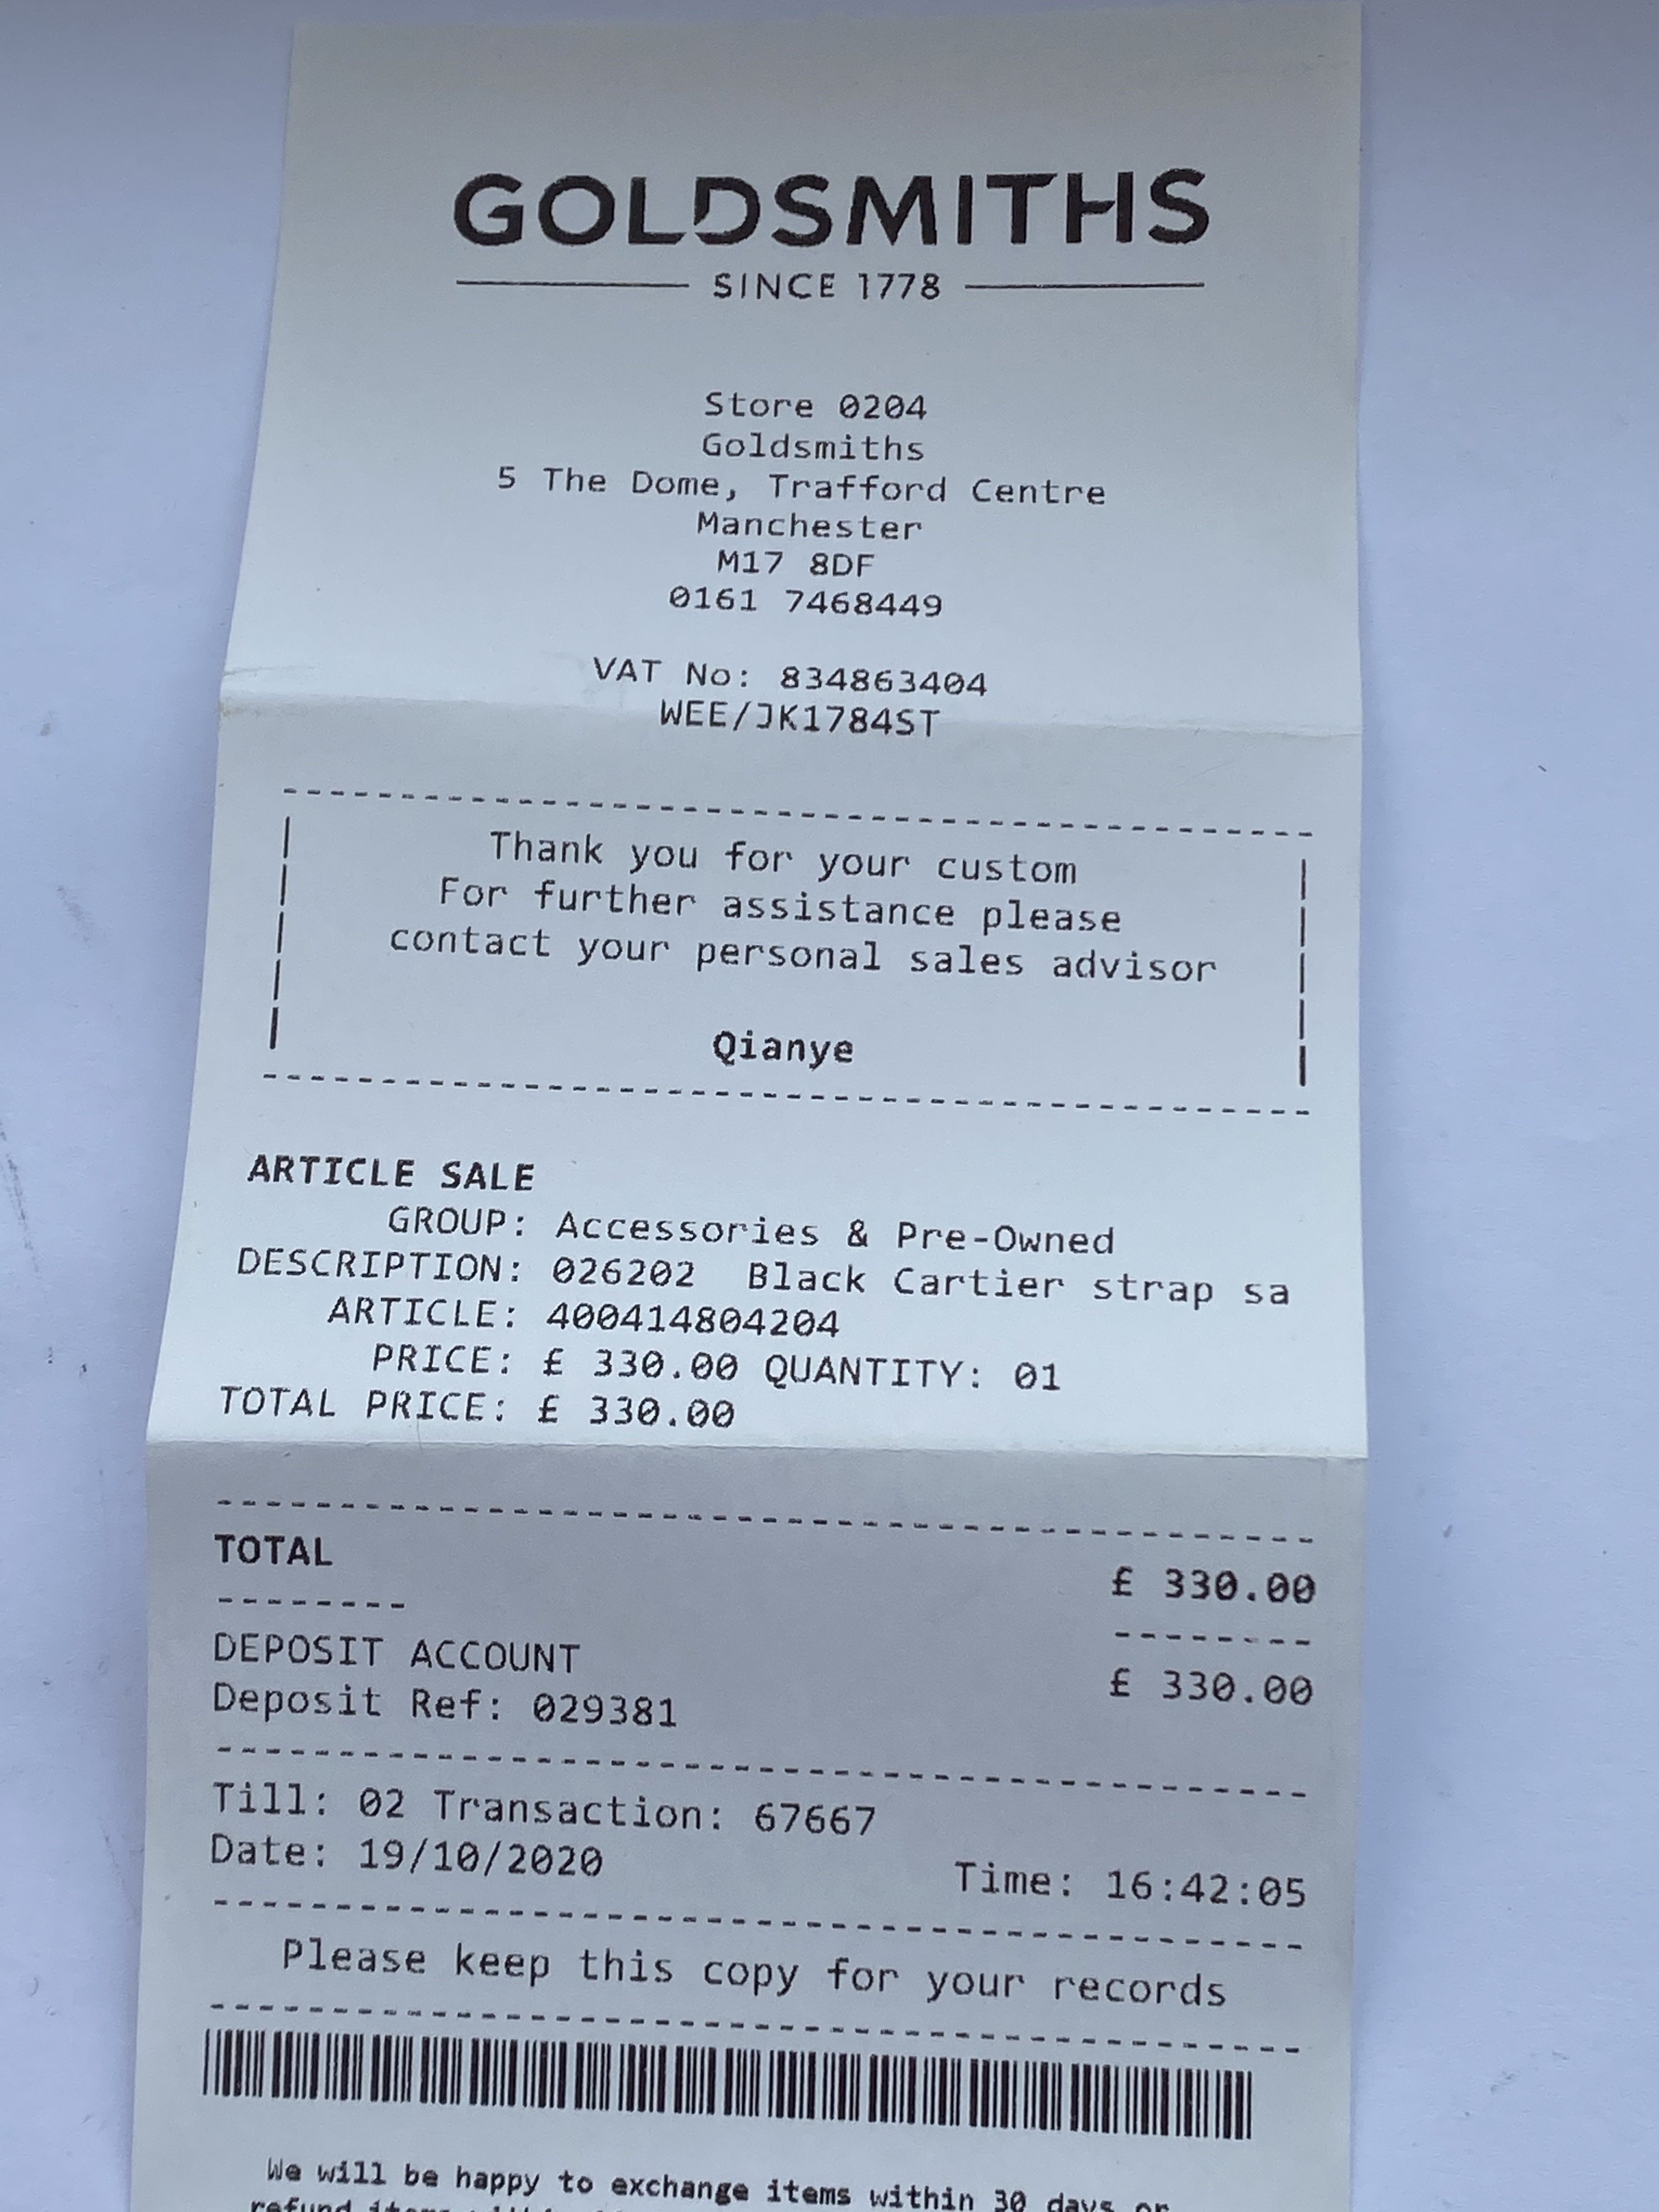 GOLDSMITHS
SINCE 1778
Store 0204
Goldsmiths
5 The Dome, Trafford Centre
Manchester
M17 8DF
0161 7468449
VAT No: 834863404
WEE/JK1784ST
Thank you for your custom
For further assistance please
contact your personal sales advisor
Qianye
ARTICLE SALE
GROUP: Accessories & Pre-Owned
DESCRIPTION: 026202 Black Cartier strap sa
ARTICLE: 400414804204
PRICE: £ 330.00 QUANTITY: 01
TOTAL PRICE: £ 330.00
TOTAL £ 330.00
DEPOSIT ACCOUNT £ 330.00
Deposit Ref: 029381
Till: 02 Transaction: 67667
Date: 19/10/2020 Time: 16:42:05
Please keep this copy for your records
We will be happy to exchange items within 30 days or
refund items